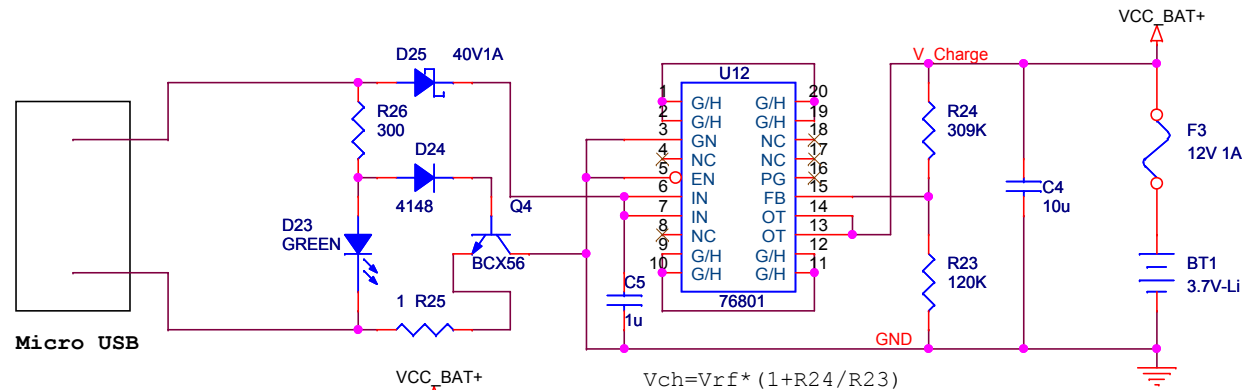 VCC_BAT+
D25 40V1A
V_Charge
U12
R26
300
D24
4148
Q4
BCX56
D23
GREEN
1 R25
Micro USB
C5
1u
1 G/H G/H 20
2 G/H G/H 19
3 GN NC 18
4 NC NC 17
5 EN PG 16
6 IN FB 15
7 IN OT 14
8 NC OT 13
9 G/H G/H 12
10 G/H G/H 11
76801
R24
309K
R23
120K
C4
10u
F3
12V 1A
BT1
3.7V-Li
GND
VCC_BAT+
Vch=Vrf*(1+R24/R23)